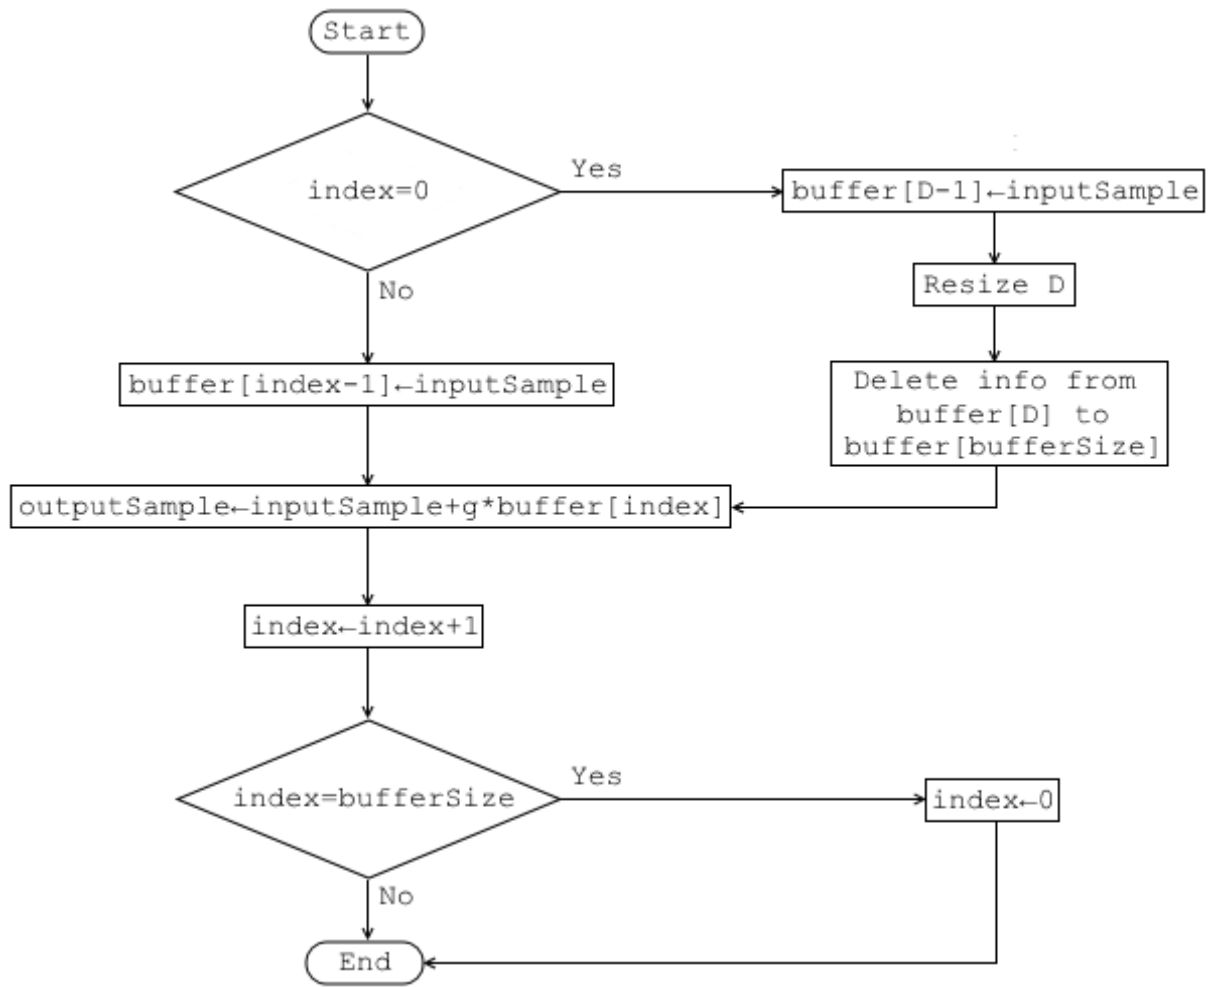 Start
index=0
Yes
buffer[D-1]←inputSample
Resize D
Delete info from
buffer[D] to
buffer[bufferSize]
No
buffer[index-1]←inputSample
outputSample←inputSample+g*buffer[index]
index←index+1
index=bufferSize
Yes
index←0
No
End